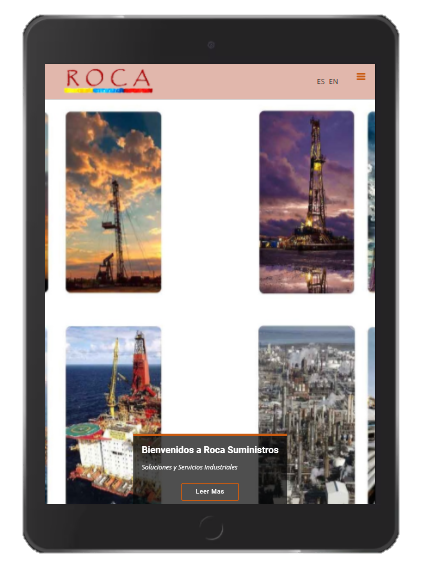 ROCA
ES EN
Bienvenidos a Roca Suministros
Soluciones y Servicios Industriales
Leer Mas